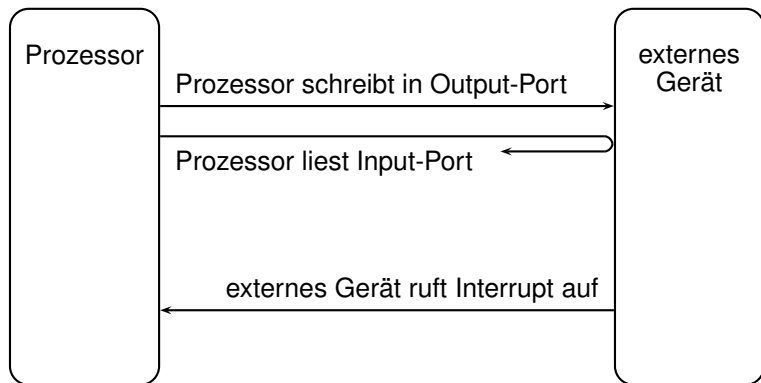 Prozessor
externes
Gerät
Prozessor schreibt in Output-Port
Prozessor liest Input-Port
externes Gerät ruft Interrupt auf